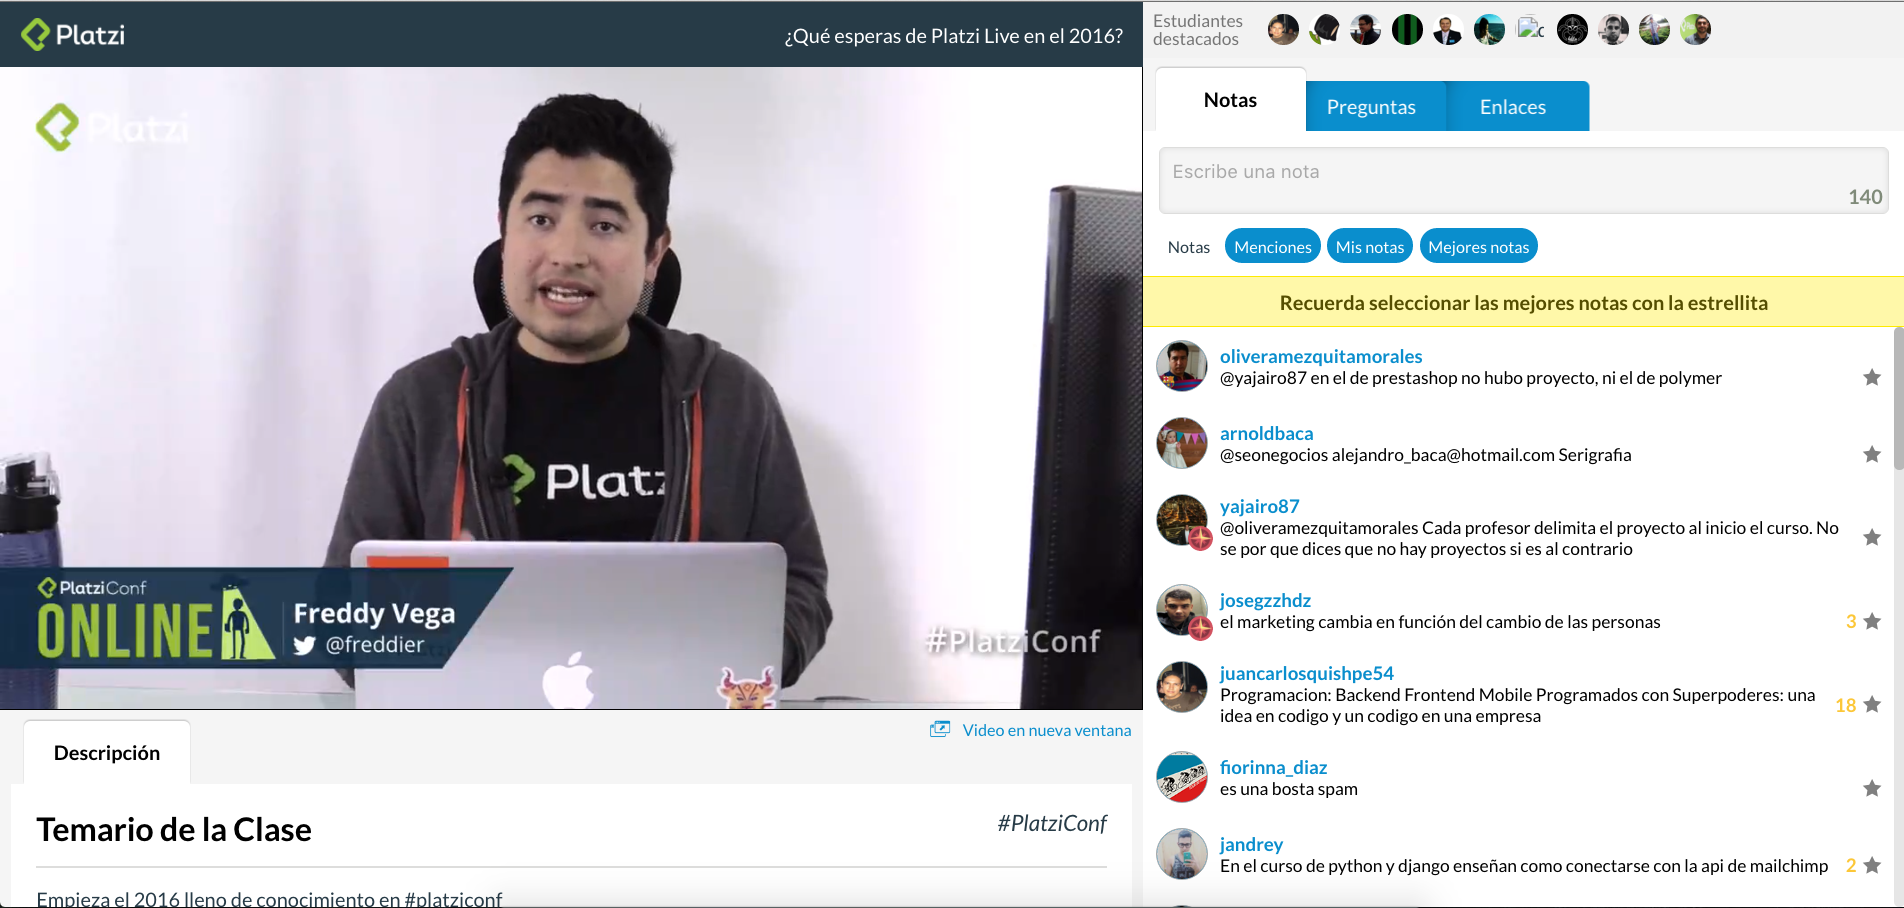 Platzi
¿Qué esperas de Platzi Live en el 2016?
Platzi
Platz
PlatziConf
ONLINE
Freddy Vega
@freddier
#PlatziConf
Video en nueva ventana
Descripción
Temario de la Clase
#PlatziConf
Empieza el 2016 lleno de conocimiento en #platziconf
Estudiantes
destacados
Notas
Preguntas
Enlaces
Escribe una nota
140
Notas
Menciones
Mis notas
Mejores notas
Recuerda seleccionar las mejores notas con la estrellita
oliveramezquitamorales
@yajairo87 en el de prestashop no hubo proyecto, ni el de polymer
arnoldbaca
@seonegocios alejandro_baca@hotmail.com Serigrafia
yajairo87
@oliveramezquitamorales Cada profesor delimita el proyecto al inicio el curso. No
se por que dices que no hay proyectos si es al contrario
josegzzhdz
el marketing cambia en función del cambio de las personas
3
juancarlosquishpe54
Programacion: Backend Frontend Mobile Programados con Superpoderes: una
idea en codigo y un codigo en una empresa
18
fiorinna_diaz
es una bosta spam
jandrey
En el curso de python y django enseñan como conectarse con la api de mailchimp
2